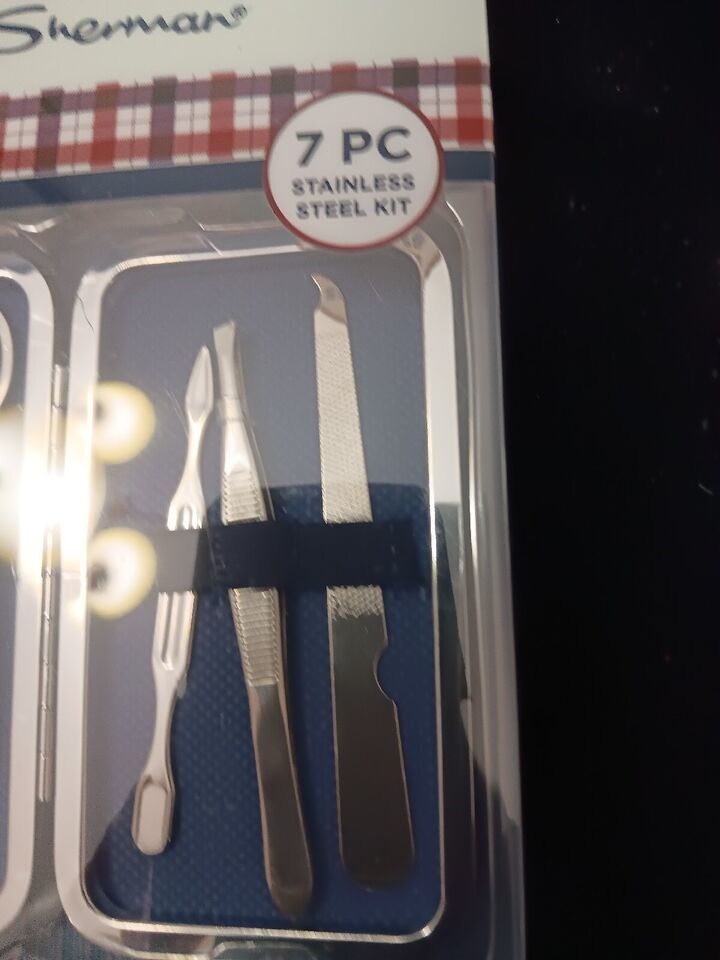 Sherman®
7 PC
STAINLESS
STEEL KIT